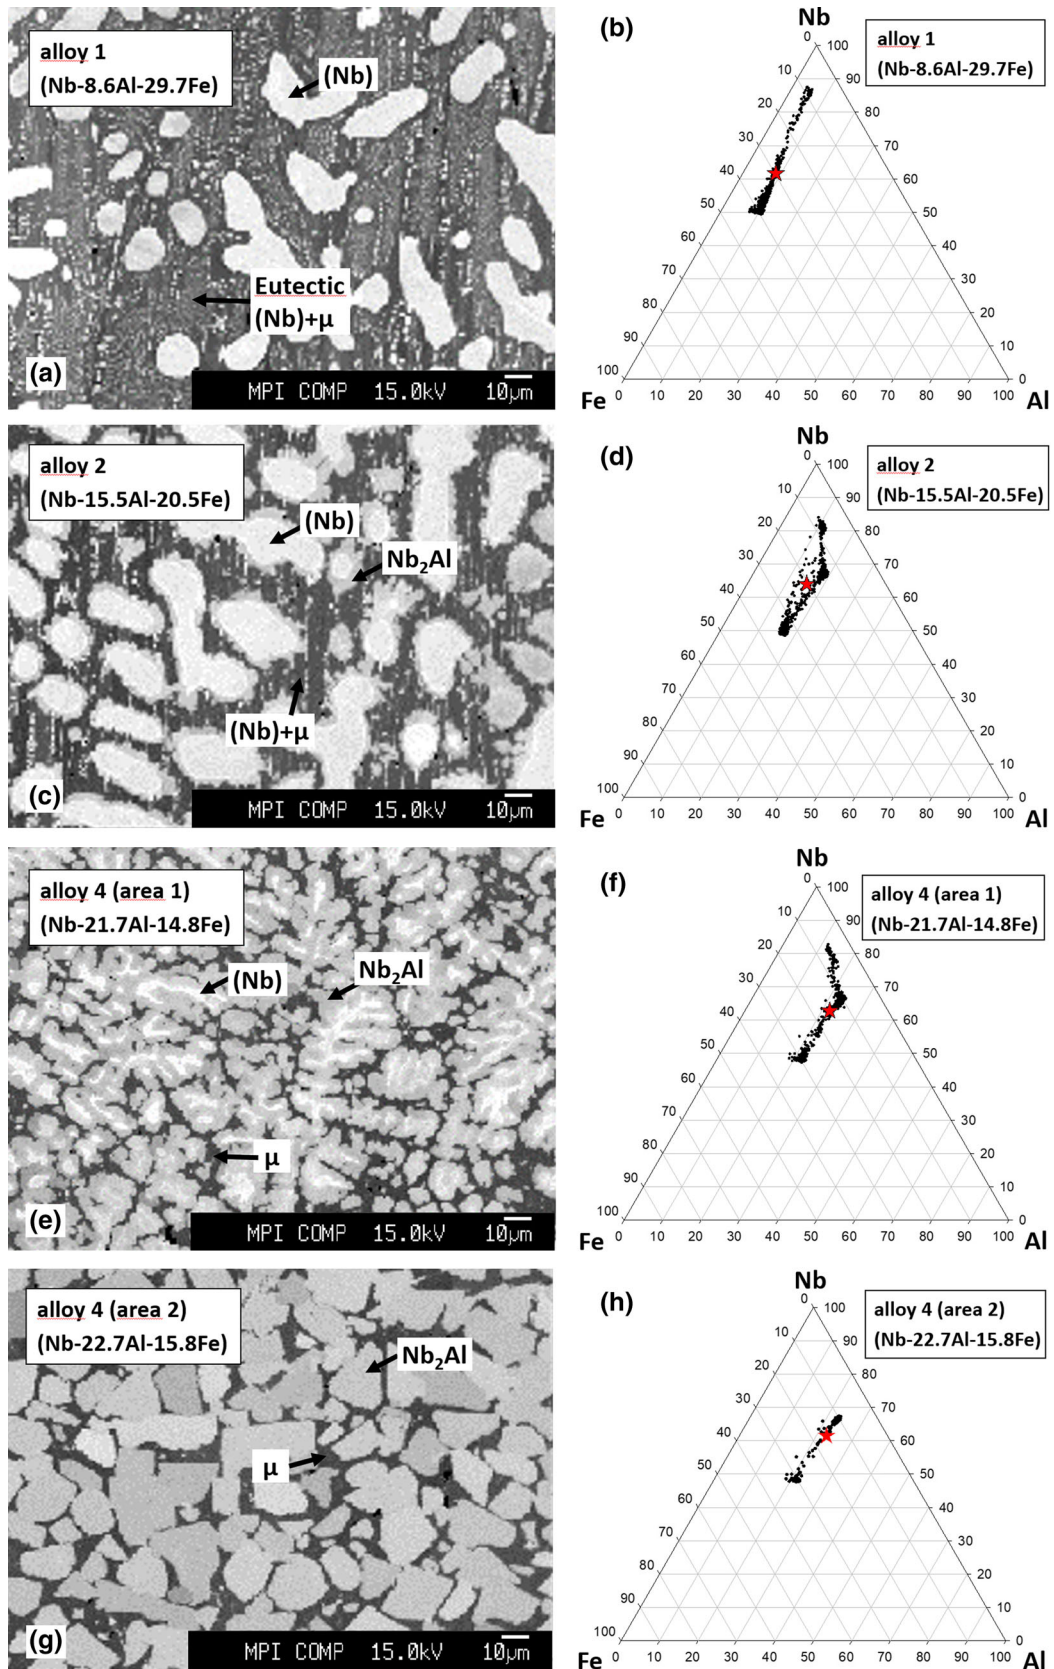 alloy 1
(Nb-8.6Al-29.7Fe)
(Nb)
Eutectic
(Nb)+μ
(a)
MPI COMP 15.0kV 10μm
(b)
Nb
alloy 1
(Nb-8.6Al-29.7Fe)
0 100
10 90
20 80
30 70
40 60
50 50
60 40
70 30
80 20
90 10
100 0
Fe 0 10 20 30 40 50 60 70 80 90 100 Al
alloy 2
(Nb-15.5Al-20.5Fe)
(Nb)
Nb₂Al
(Nb)+μ
(c)
MPI COMP 15.0kV 10μm
(d)
Nb
alloy 2
(Nb-15.5Al-20.5Fe)
0 100
10 90
20 80
30 70
40 60
50 50
60 40
70 30
80 20
90 10
100 0
Fe 0 10 20 30 40 50 60 70 80 90 100 Al
alloy 4 (area 1)
(Nb-21.7Al-14.8Fe)
(Nb)
Nb₂Al
μ
(e)
MPI COMP 15.0kV 10μm
(f)
Nb
alloy 4 (area 1)
(Nb-21.7Al-14.8Fe)
0 100
10 90
20 80
30 70
40 60
50 50
60 40
70 30
80 20
90 10
100 0
Fe 0 10 20 30 40 50 60 70 80 90 100 Al
alloy 4 (area 2)
(Nb-22.7Al-15.8Fe)
Nb₂Al
μ
(g)
MPI COMP 15.0kV 10μm
(h)
Nb
alloy 4 (area 2)
(Nb-22.7Al-15.8Fe)
0 100
10 90
20 80
30 70
40 60
50 50
60 40
70 30
80 20
90 10
100 0
Fe 0 10 20 30 40 50 60 70 80 90 100 Al